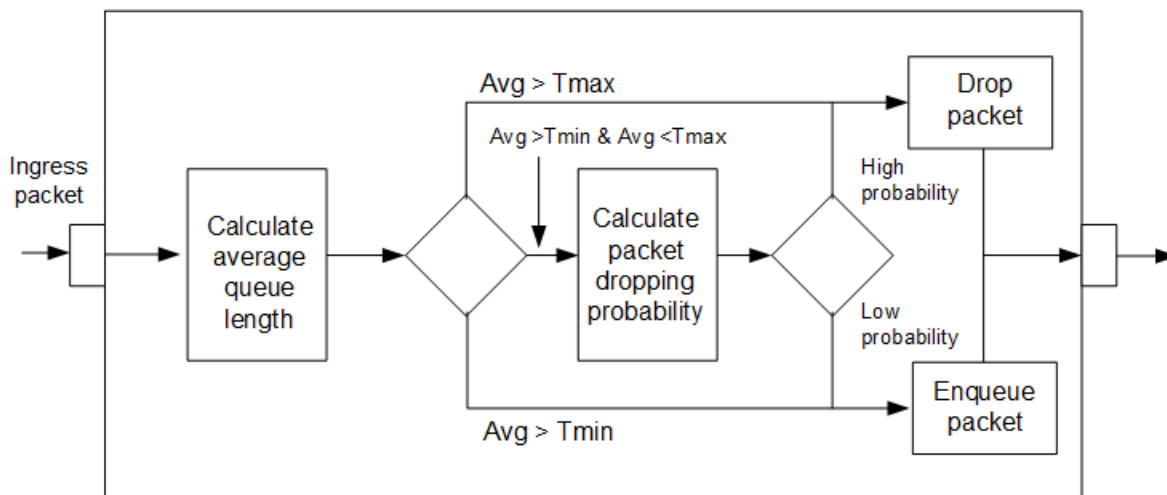 Ingress
packet
Calculate
average
queue
length
Avg > Tmax
Avg >Tmin & Avg <Tmax
Calculate
packet
dropping
probability
Avg > Tmin
High
probability
Low
probability
Drop
packet
Enqueue
packet